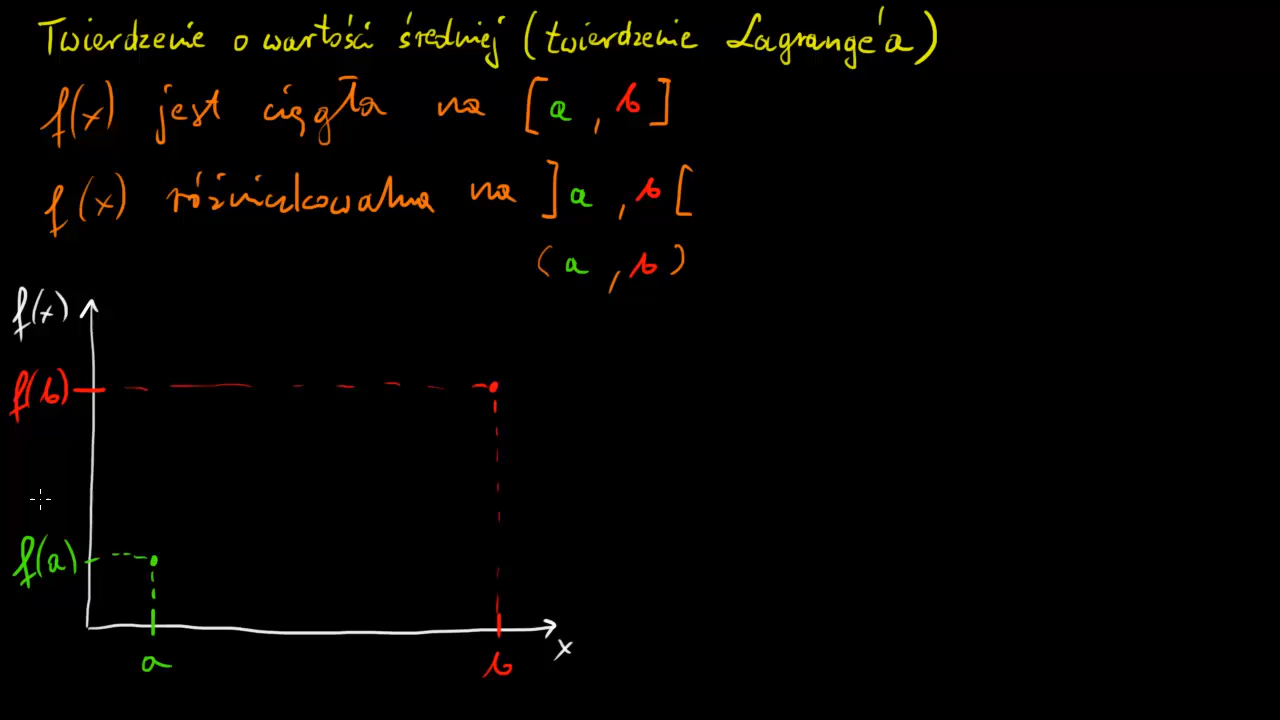 Twierdzenie o wartości średniej (twierdzenie Lagrange'a)
f(x) jest ciągła na [a, b]
f(x) różniczkowalna na ]a, b[
(a, b)
f(x)
f(b)
f(a)
a b x